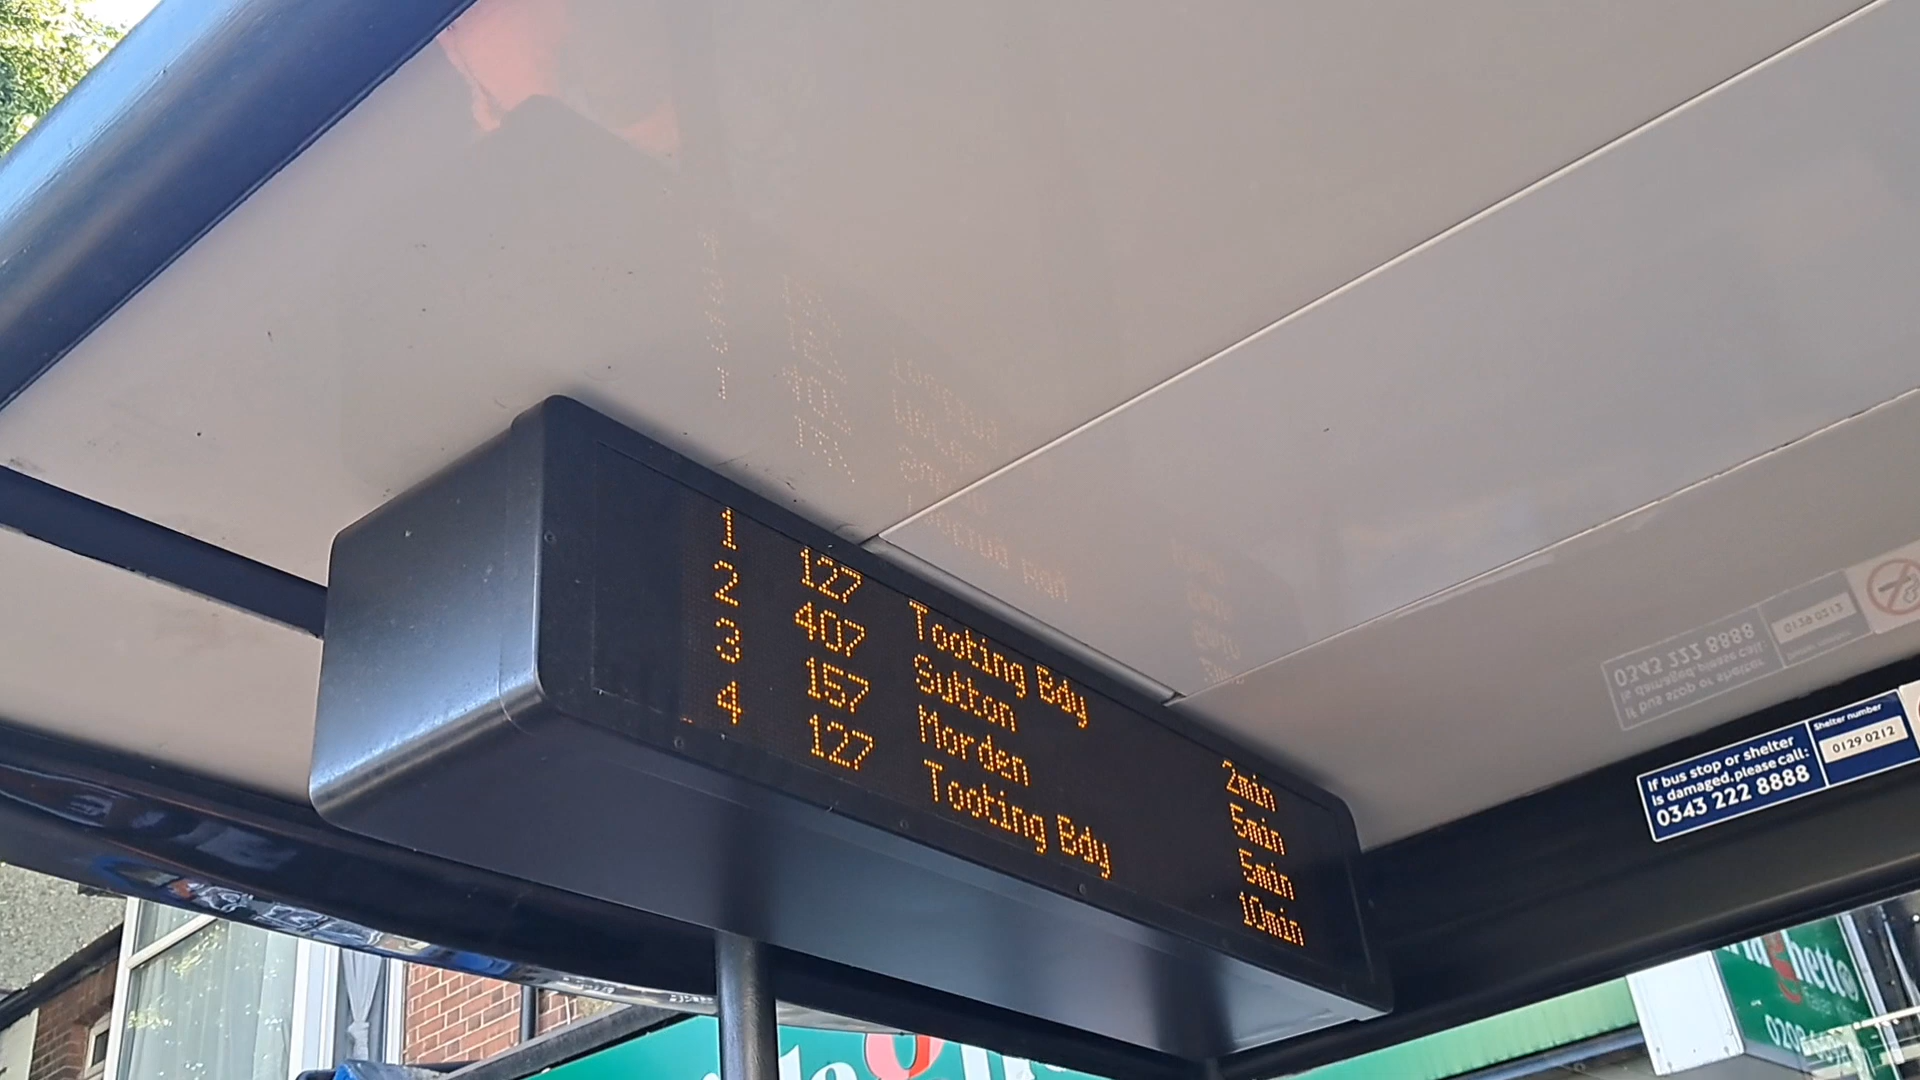 1 127 Tooting Bdy 2min
2 407 Sutton 5min
3 157 Morden 5min
4 127 Tooting Bdy 10min
If bus stop or shelter
is damaged, please call:
0343 222 8888
Shelter number
0129 0212
hetto